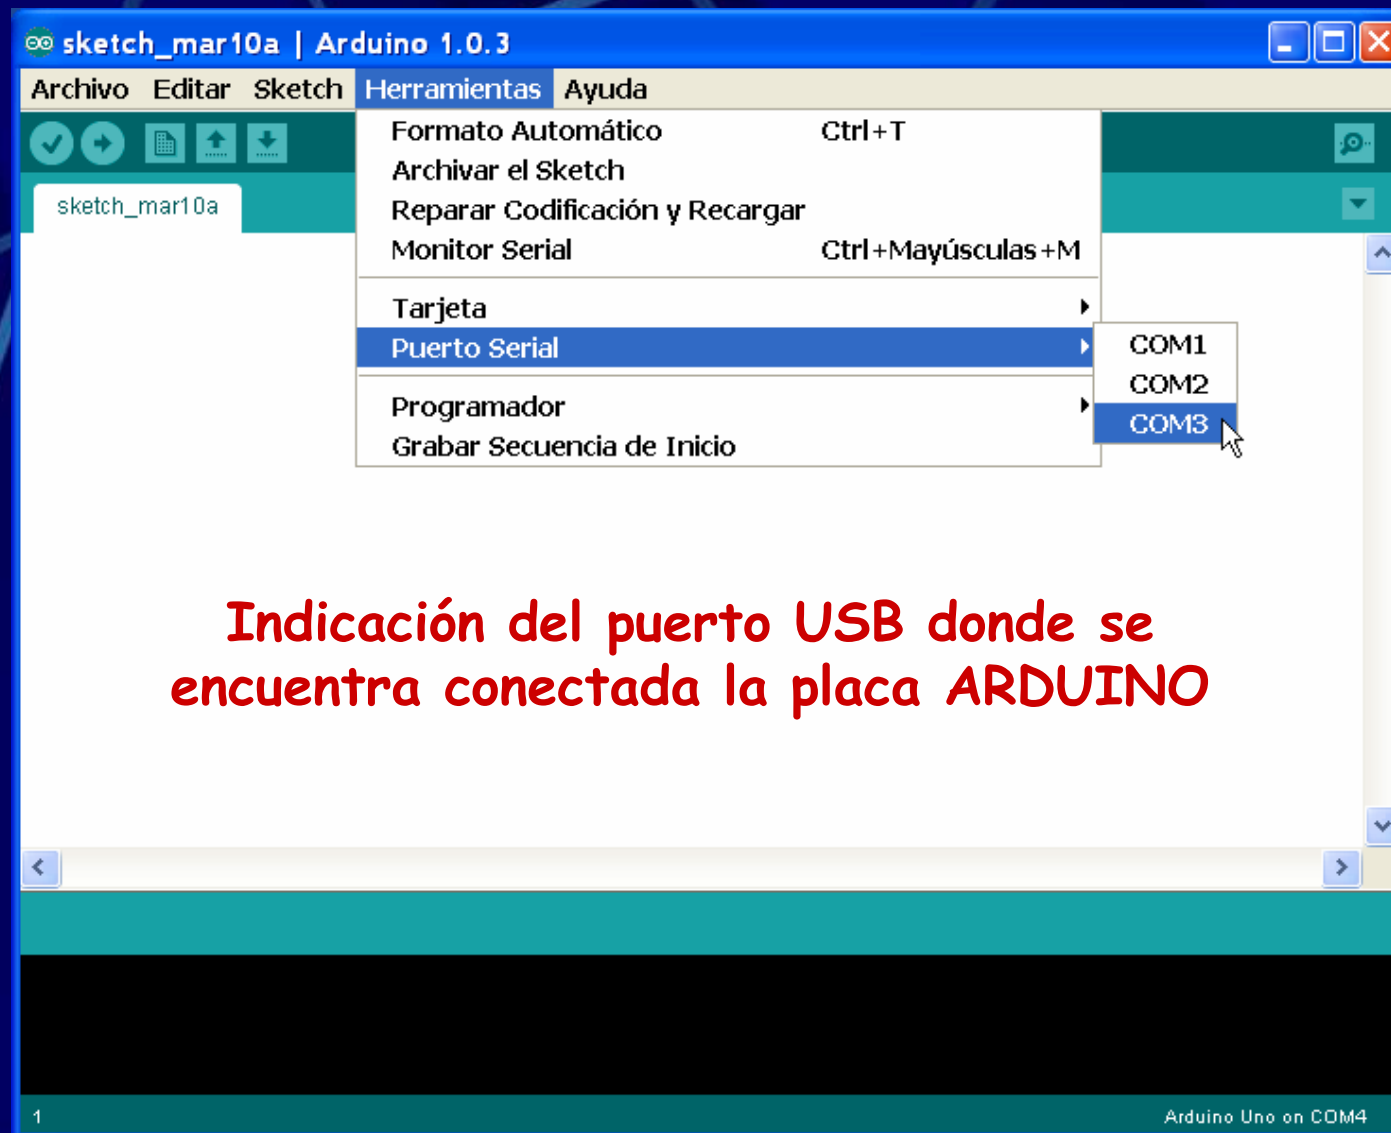 sketch_mar10a | Arduino 1.0.3
Archivo Editar Sketch Herramientas Ayuda
Formato Automático Ctrl+T
Archivar el Sketch
sketch_mar10a
Reparar Codificación y Recargar
Monitor Serial Ctrl+Mayúsculas+M
Tarjeta
Puerto Serial
COM1
COM2
COM3
Programador
Grabar Secuencia de Inicio
Indicación del puerto USB donde se
encuentra conectada la placa ARDUINO
1
Arduino Uno on COM4